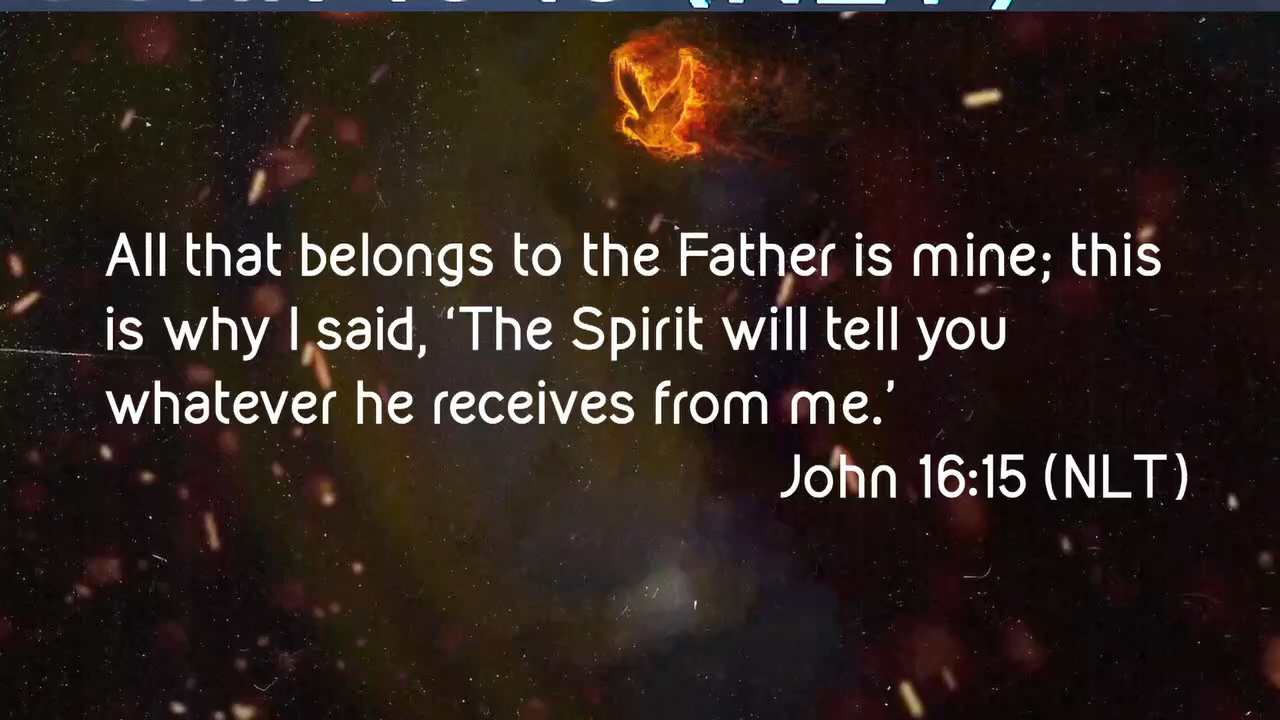 All that belongs to the Father is mine; this
is why I said, ‘The Spirit will tell you
whatever he receives from me.’
John 16:15 (NLT)